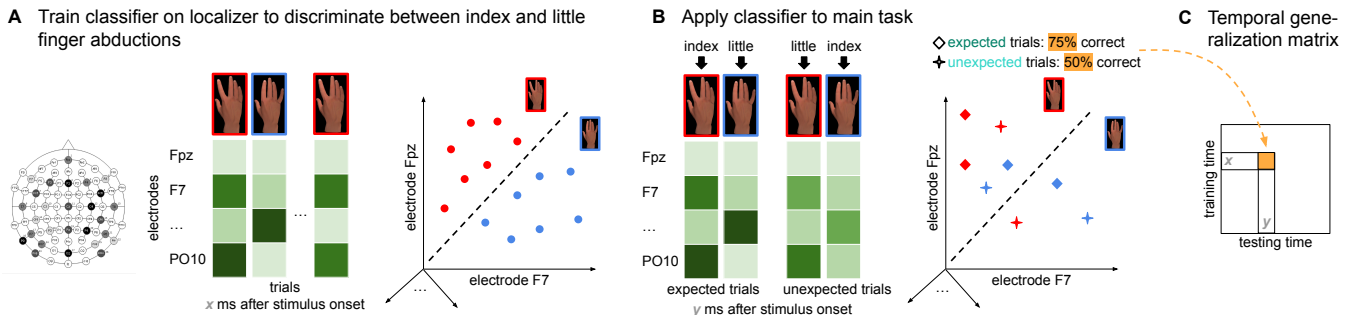 A Train classifier on localizer to discriminate between index and little
finger abductions
electrodes
Fpz
F7
...
PO10
...
trials
x ms after stimulus onset
electrode Fpz
electrode F7
...
B Apply classifier to main task
index little little index
Fpz
F7
...
PO10
expected trials unexpected trials
y ms after stimulus onset
expected trials: 75% correct
unexpected trials: 50% correct
electrode Fpz
electrode F7
...
C Temporal gene-
ralization matrix
training time
x
y
testing time